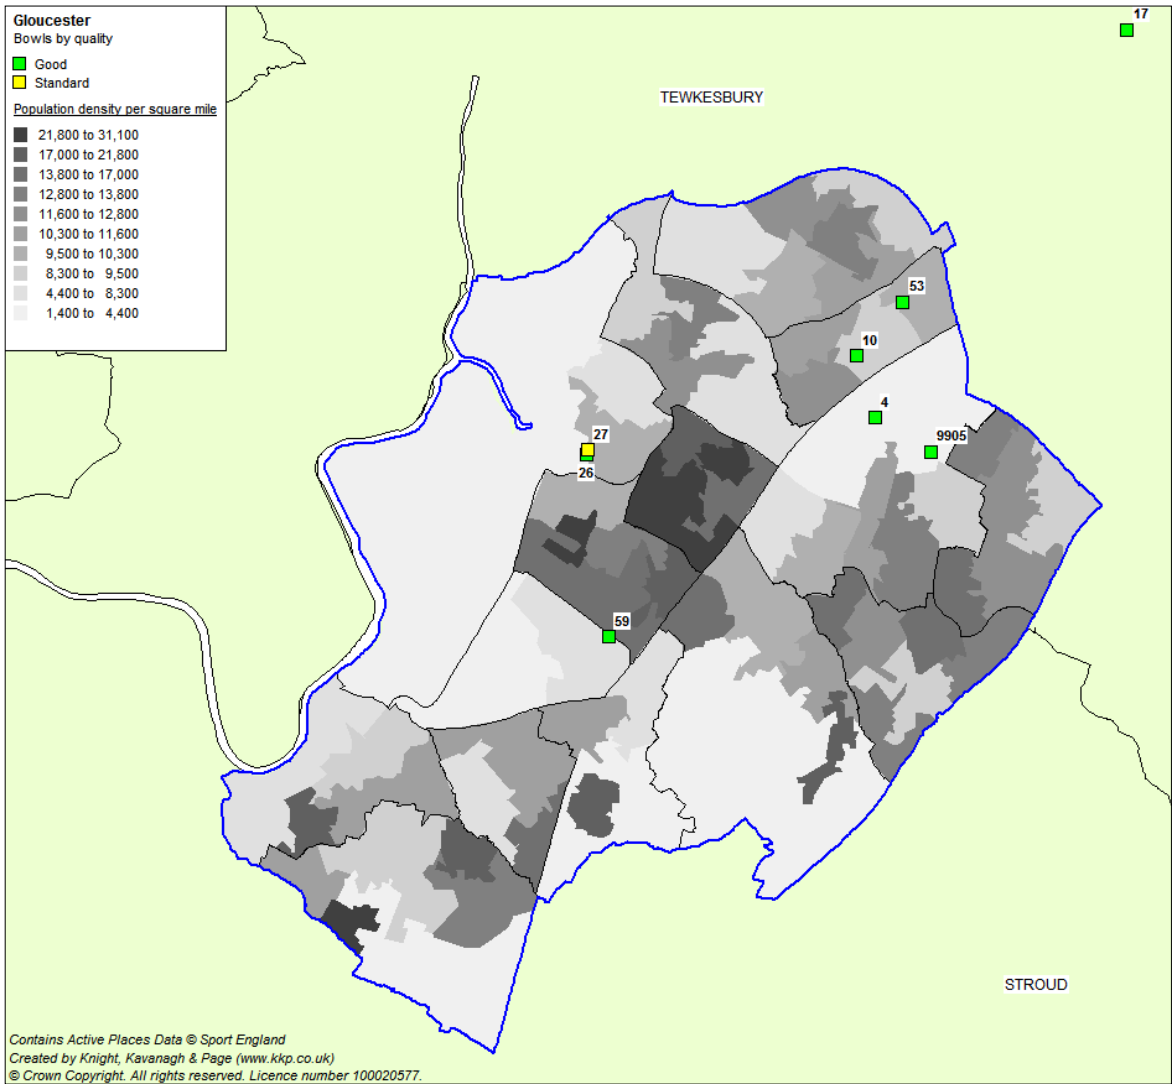 Gloucester
Bowls by quality
Good
Standard
Population density per square mile
21,800 to 31,100
17,000 to 21,800
13,800 to 17,000
12,800 to 13,800
11,600 to 12,800
10,300 to 11,600
9,500 to 10,300
8,300 to 9,500
4,400 to 8,300
1,400 to 4,400
17
TEWKESBURY
53
10
4
9905
27
26
59
STROUD
Contains Active Places Data © Sport England
Created by Knight, Kavanagh & Page (www.kkp.co.uk)
© Crown Copyright. All rights reserved. Licence number 100020577.